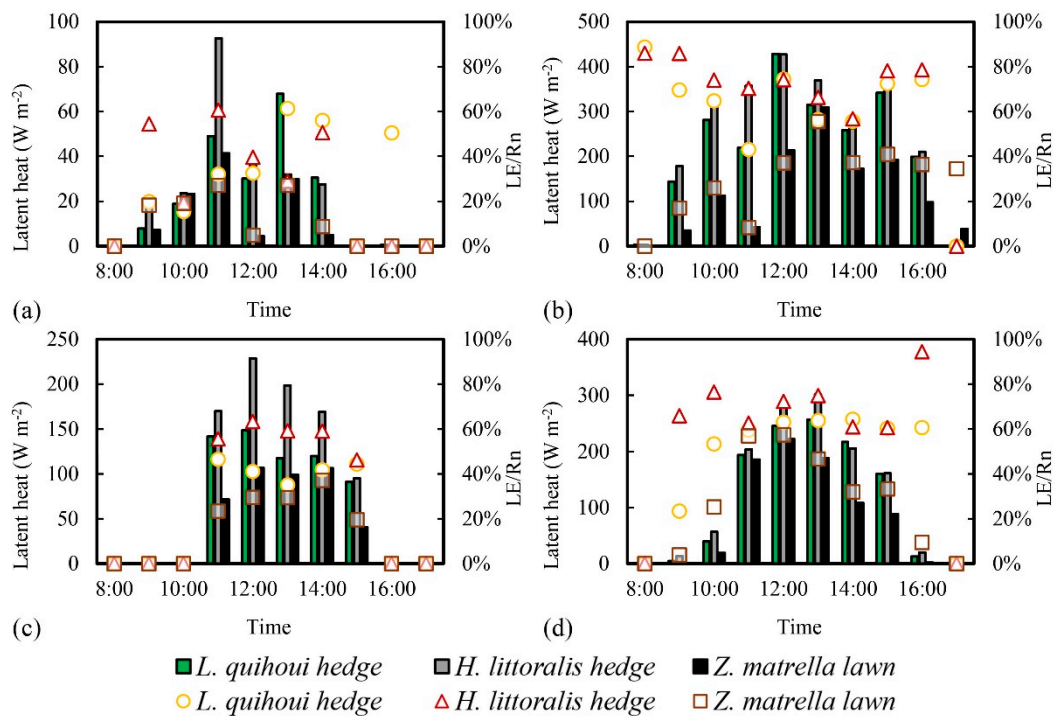 100 100% 500 100%
80 80% 400 80%
60 60% 300 60%
40 40% 200 40%
20 20% 100 20%
0 0% 0 0%
Latent heat (W m-2) LE/Rn Latent heat (W m-2) LE/Rn
8:00 10:00 12:00 14:00 16:00 8:00 10:00 12:00 14:00 16:00
(a) Time (b) Time
250 100% 400 100%
200 80% 300 80%
150 60% 200 60%
100 40% 100 40%
50 20% 0 20%
0 0% 0%
Latent heat (W m-2) LE/Rn Latent heat (W m-2) LE/Rn
8:00 10:00 12:00 14:00 16:00 8:00 10:00 12:00 14:00 16:00
(c) Time (d) Time
L. quihoui hedge H. littoralis hedge Z. matrella lawn
L. quihoui hedge H. littoralis hedge Z. matrella lawn